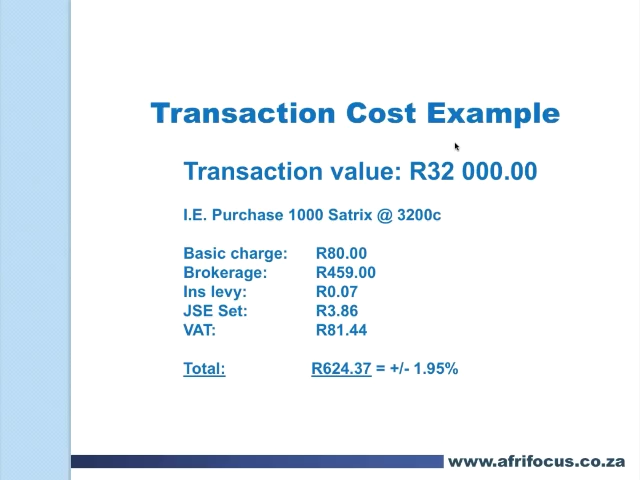 Transaction Cost Example
Transaction value: R32 000.00
I.E. Purchase 1000 Satrix @ 3200c
Basic charge: R80.00
Brokerage: R459.00
Ins levy: R0.07
JSE Set: R3.86
VAT: R81.44
Total: R624.37 = +/- 1.95%
www.afrifocus.co.za